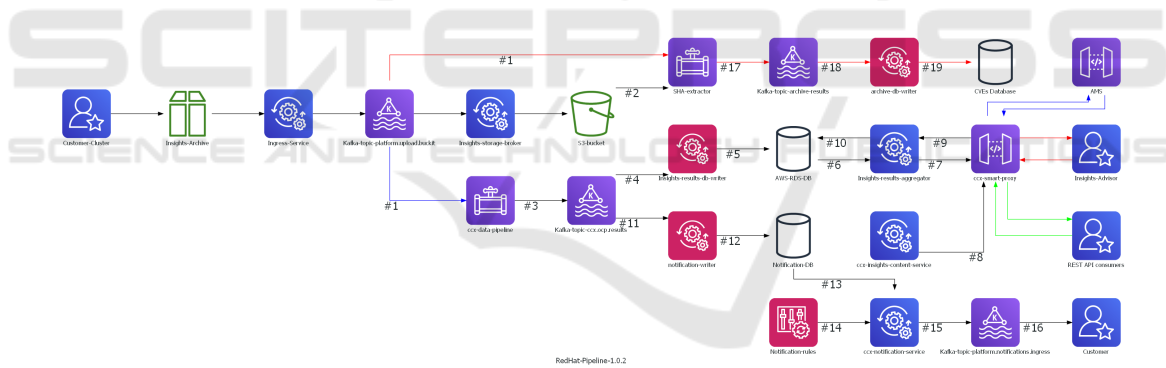 SCITEPRESS
SCIENCE AND TECHNOLOGY PUBLICATIONS
#1
#2
#17
#18
#19
SHA-extractor
Kafka-topic-archive-results
archive-db-writer
CVEs Database
AMS
Customer-Cluster
Insights-Archive
Ingress-Service
Kafka-topic-platform.upload.buckit
Insights-storage-broker
S3-bucket
#4
#5
#10
#6
#9
#7
Insights-results-db-writer
AWS-RDS-DB
Insights-results-aggregator
ccx-smart-proxy
Insights-Advisor
#1
#3
#11
ccx-data-pipeline
Kafka-topic-ccx.ocp.results
#12
#8
notification-writer
Notification-DB
ccx-insights-content-service
REST API consumers
#13
#14
#15
#16
Notification-rules
ccx-notification-service
Kafka-topic-platform.notifications.ingress
Customer
RedHat-Pipeline-1.0.2